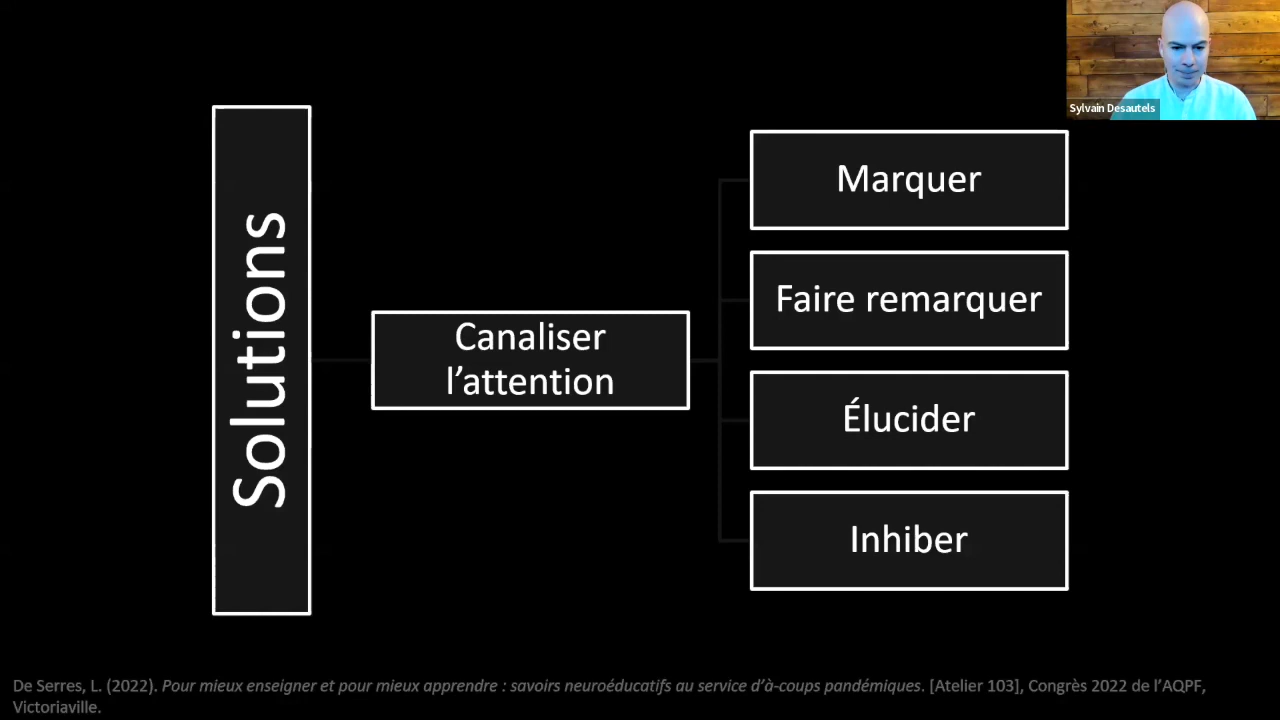 Sylvain Desautels
Solutions
Canaliser
l’attention
Marquer
Faire remarquer
Élucider
Inhiber
De Serres, L. (2022). Pour mieux enseigner et pour mieux apprendre : savoirs neuroéducatifs au service d’à-coups pandémiques. [Atelier 103], Congrès 2022 de l’AQPF,
Victoriaville.